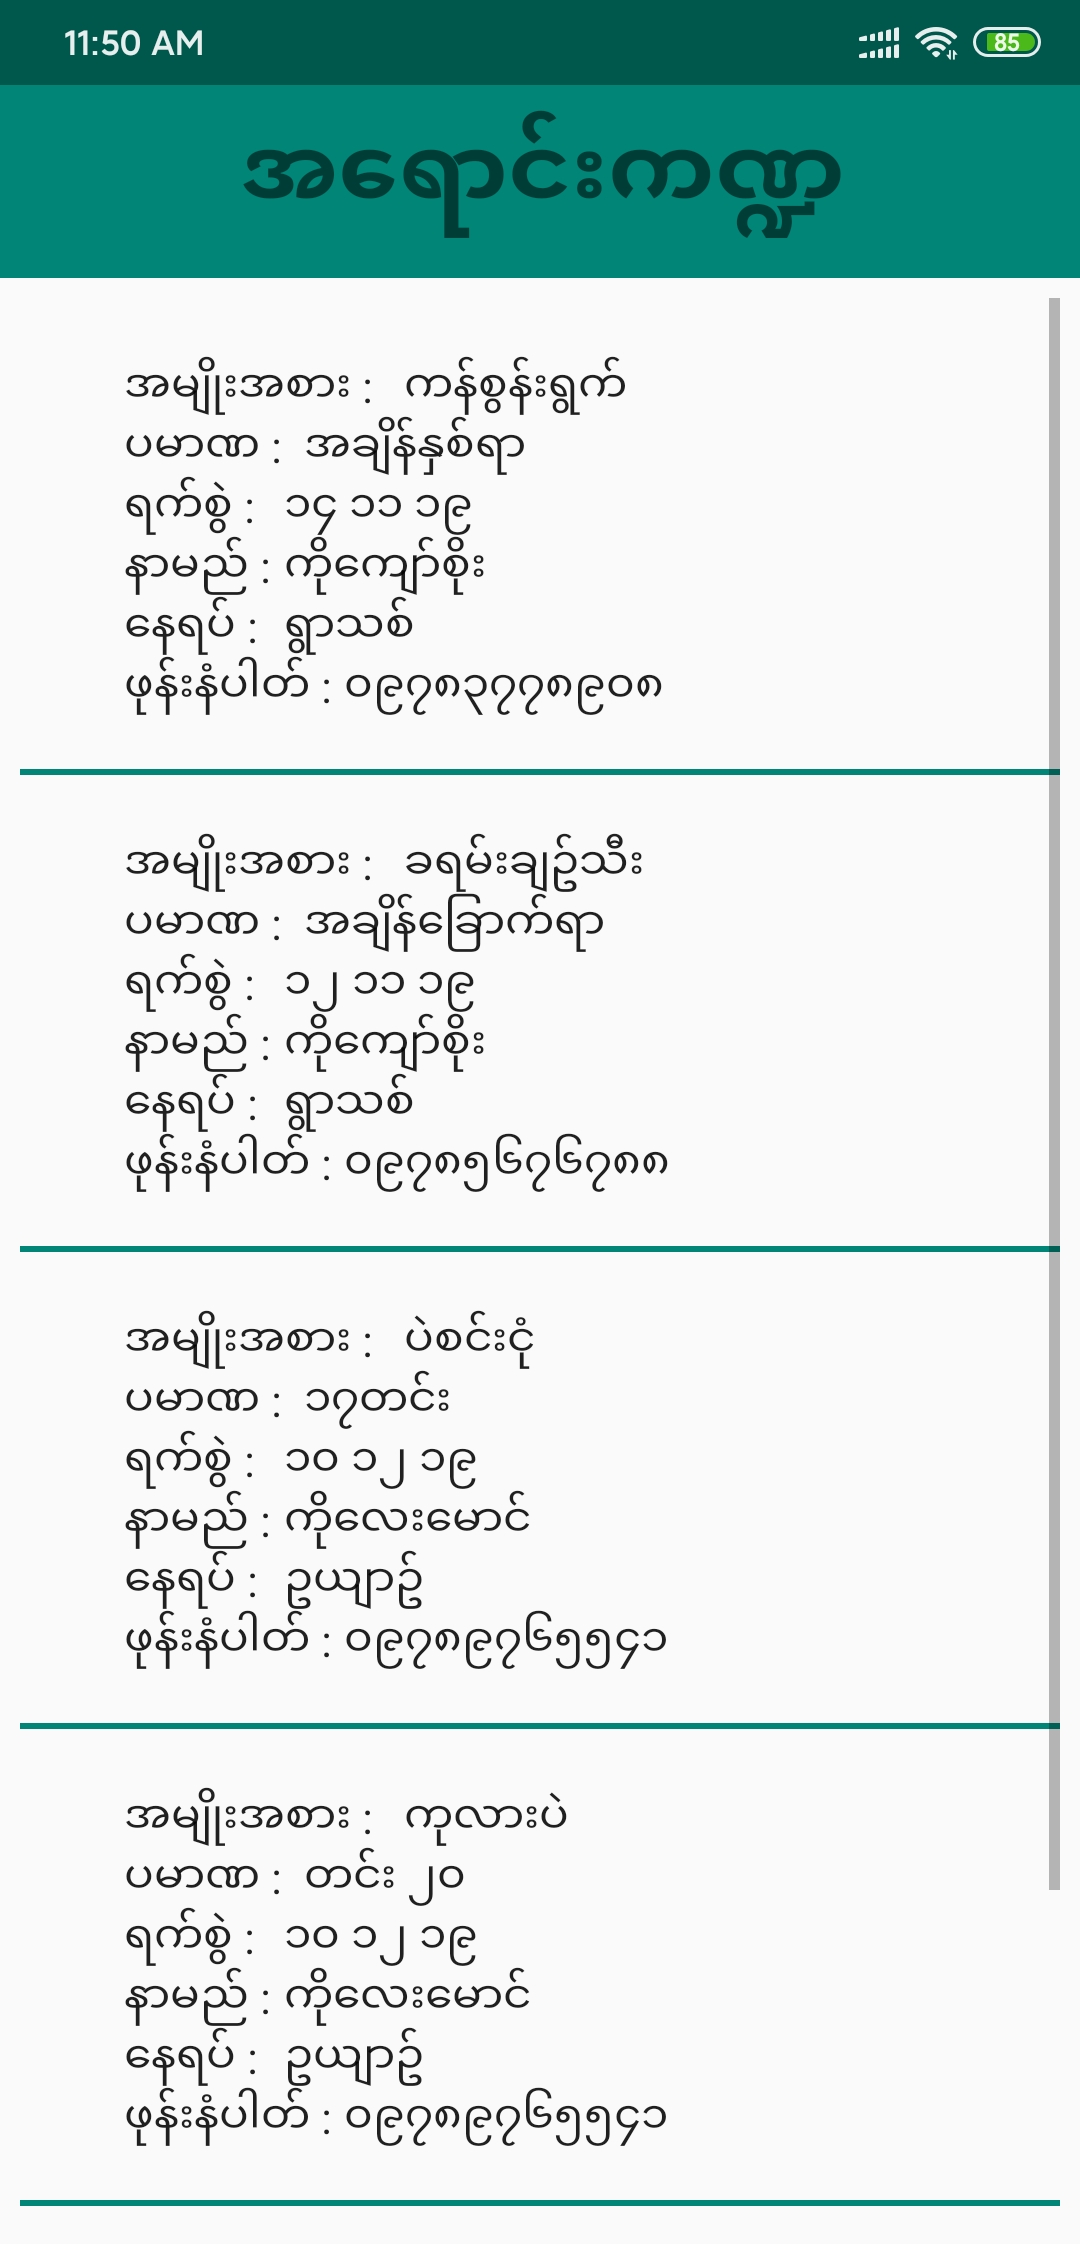 11:50 AM
85
အရောင်းကဏ္ဍ
အမျိုးအစား : ကန်စွန်းရွက်
ပမာဏ : အချိန်နှစ်ရာ
ရက်စွဲ : ၁၄ ၁၁ ၁၉
နာမည် : ကိုကျော်စိုး
နေရပ် : ရွာသစ်
ဖုန်းနံပါတ် : ၀၉၇၈၃၇၇၈၉၀၈
အမျိုးအစား : ခရမ်းချဥ်သီး
ပမာဏ : အချိန်ခြောက်ရာ
ရက်စွဲ : ၁၂ ၁၁ ၁၉
နာမည် : ကိုကျော်စိုး
နေရပ် : ရွာသစ်
ဖုန်းနံပါတ် : ၀၉၇၈၅၆၇၆၇၈၈
အမျိုးအစား : ပဲစင်းငုံ
ပမာဏ : ၁၇တင်း
ရက်စွဲ : ၁၀ ၁၂ ၁၉
နာမည် : ကိုလေးမောင်
နေရပ် : ဥယျာဥ်
ဖုန်းနံပါတ် : ၀၉၇၈၉၇၆၅၅၄၁
အမျိုးအစား : ကုလားပဲ
ပမာဏ : တင်း ၂၀
ရက်စွဲ : ၁၀ ၁၂ ၁၉
နာမည် : ကိုလေးမောင်
နေရပ် : ဥယျာဥ်
ဖုန်းနံပါတ် : ၀၉၇၈၉၇၆၅၅၄၁